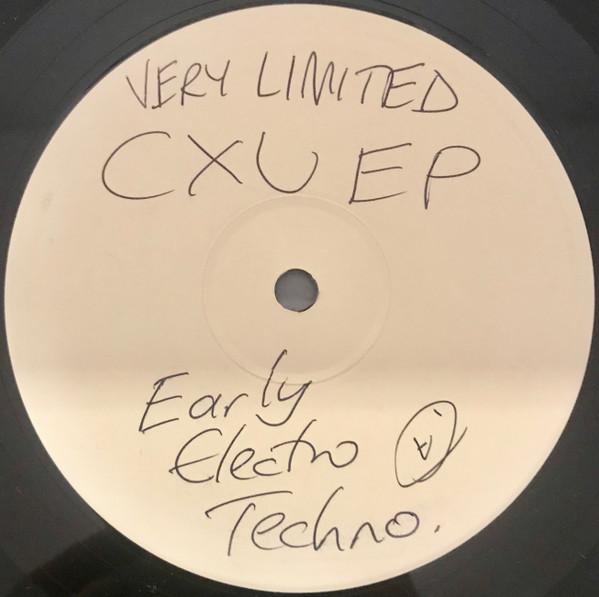 VERY LIMITED
CXU EP
Early
Electro
Techno.